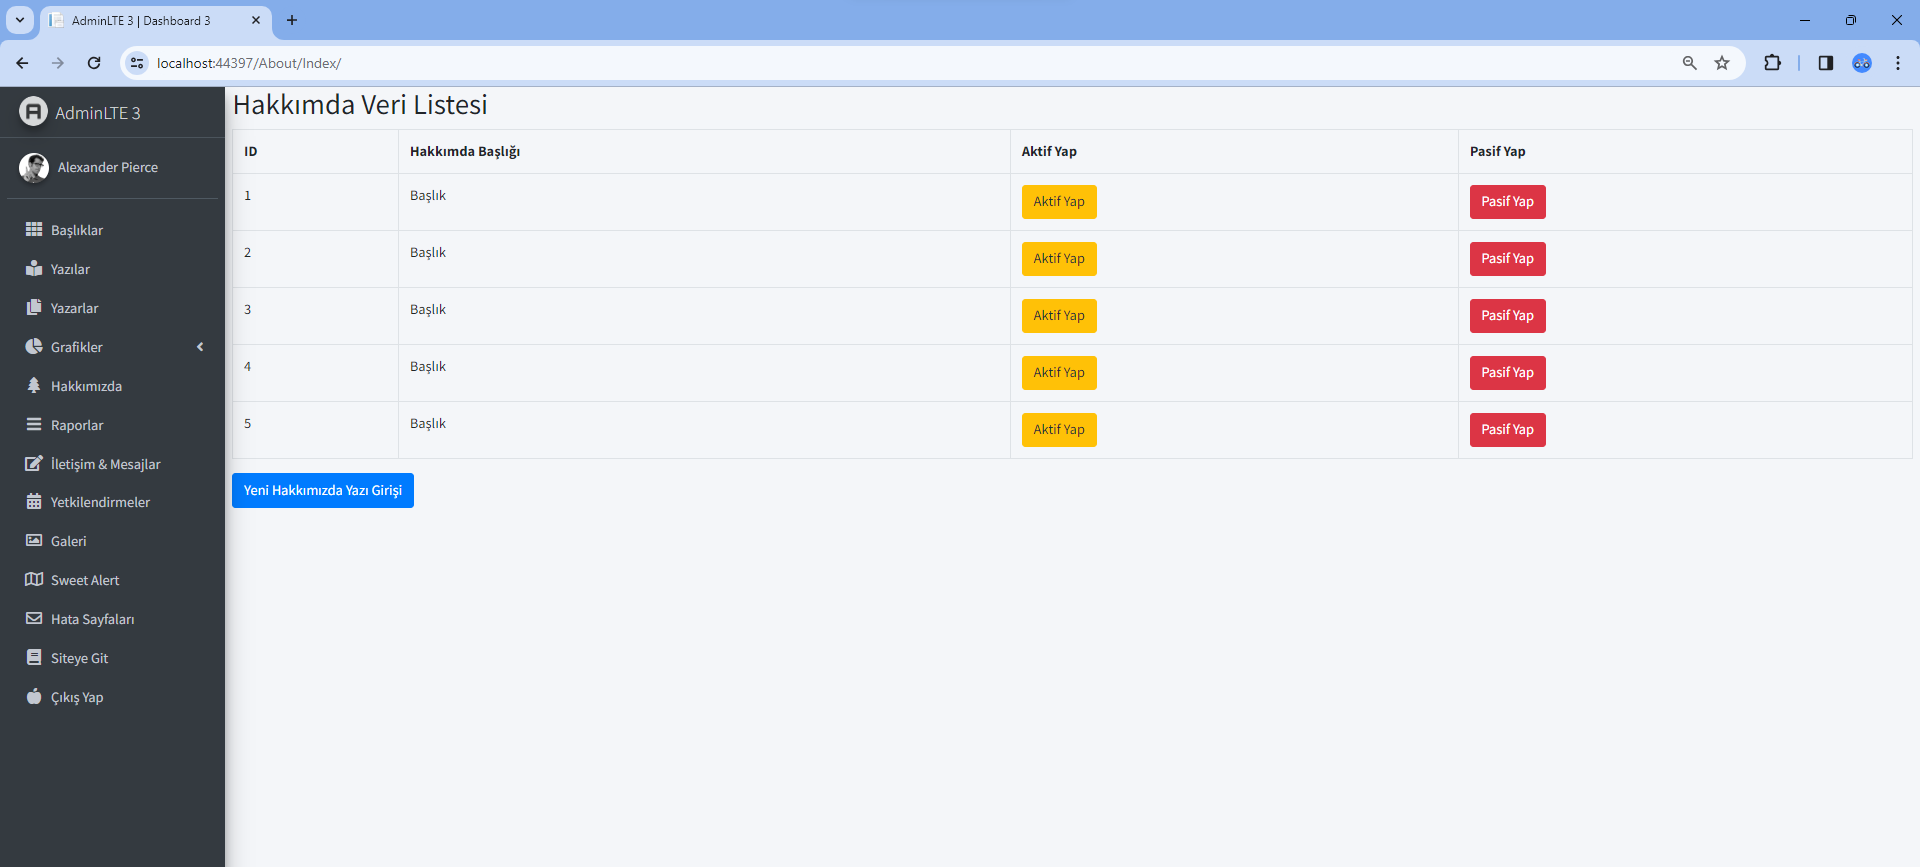 AdminLTE 3 | Dashboard 3
localhost:44397/About/Index/
AdminLTE 3
Alexander Pierce
Başlıklar
Yazılar
Yazarlar
Grafikler
Hakkımızda
Raporlar
İletişim & Mesajlar
Yetkilendirmeler
Galeri
Sweet Alert
Hata Sayfaları
Siteye Git
Çıkış Yap
Hakkımda Veri Listesi
ID Hakkımda Başlığı Aktif Yap Pasif Yap
1 Başlık Aktif Yap Pasif Yap
2 Başlık Aktif Yap Pasif Yap
3 Başlık Aktif Yap Pasif Yap
4 Başlık Aktif Yap Pasif Yap
5 Başlık Aktif Yap Pasif Yap
Yeni Hakkımızda Yazı Girişi